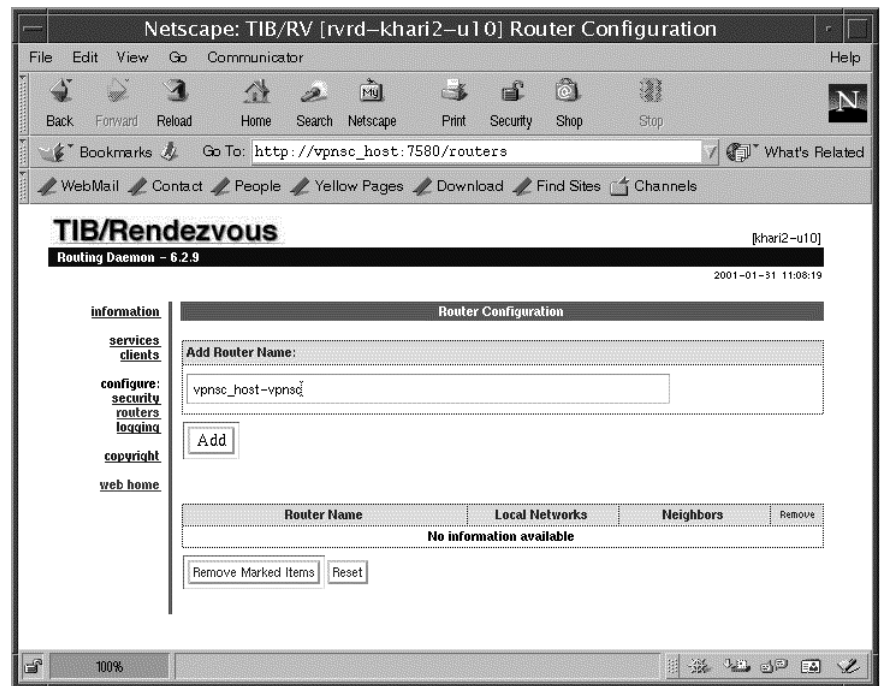 Netscape: TIB/RV [rvrd-khari2-u10] Router Configuration
File Edit View Go Communicator Help
Back Forward Reload Home Search Netscape Print Security Shop Stop
My
N
Bookmarks Go To: http://vpnsc_host:7580/routers What's Related
WebMail Contact People Yellow Pages Download Find Sites Channels
TIB/Rendezvous
[khari2-u10]
Routing Daemon - 6.2.9
2001-01-31 11:08:19
information
services
clients
configure:
security
routers
logging
copyright
web home
Router Configuration
Add Router Name:
vpnsc_host-vpnsc
Add
Router Name Local Networks Neighbors Remove
No information available
Remove Marked Items Reset
100%